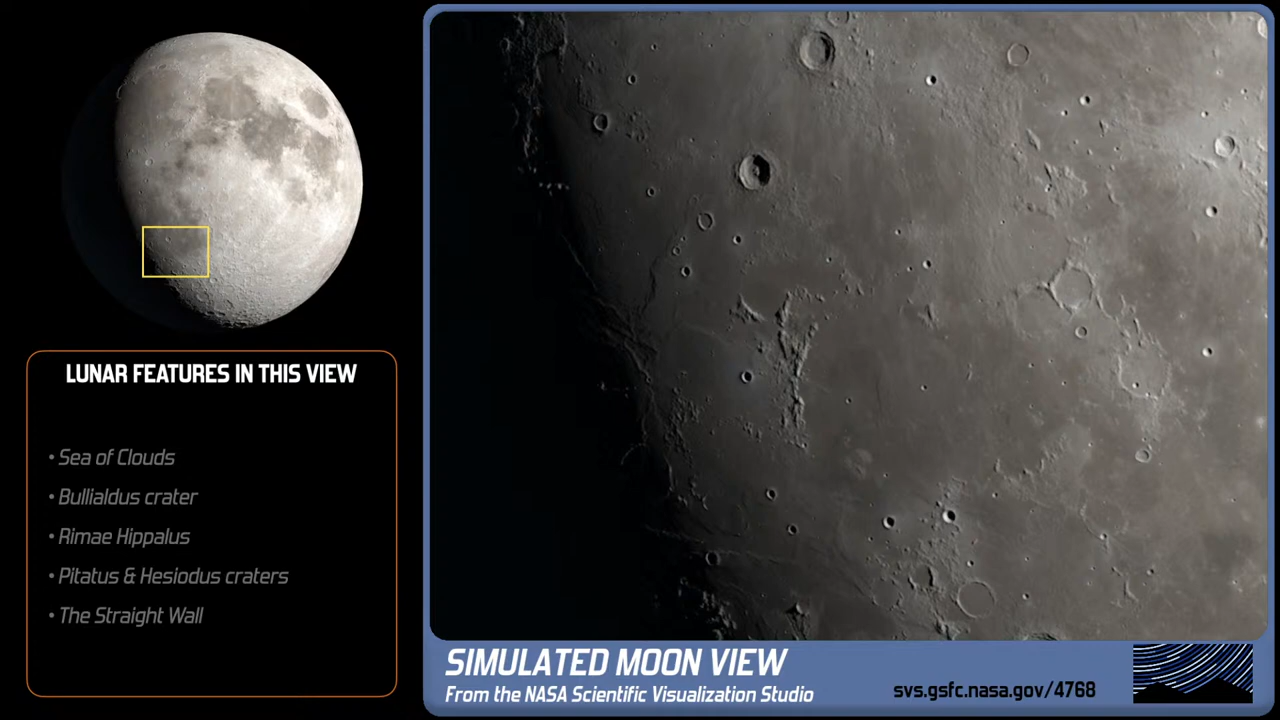 LUNAR FEATURES IN THIS VIEW
• Sea of Clouds
• Bullialdus crater
• Rimae Hippalus
• Pitatus & Hesiodus craters
• The Straight Wall
SIMULATED MOON VIEW
From the NASA Scientific Visualization Studio
svs.gsfc.nasa.gov/4768